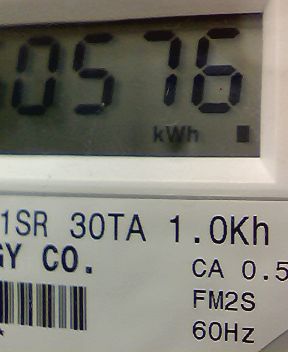 0576
kWh
1SR 30TA 1.0Kh
GY CO.
CA 0.5
FM2S
60Hz